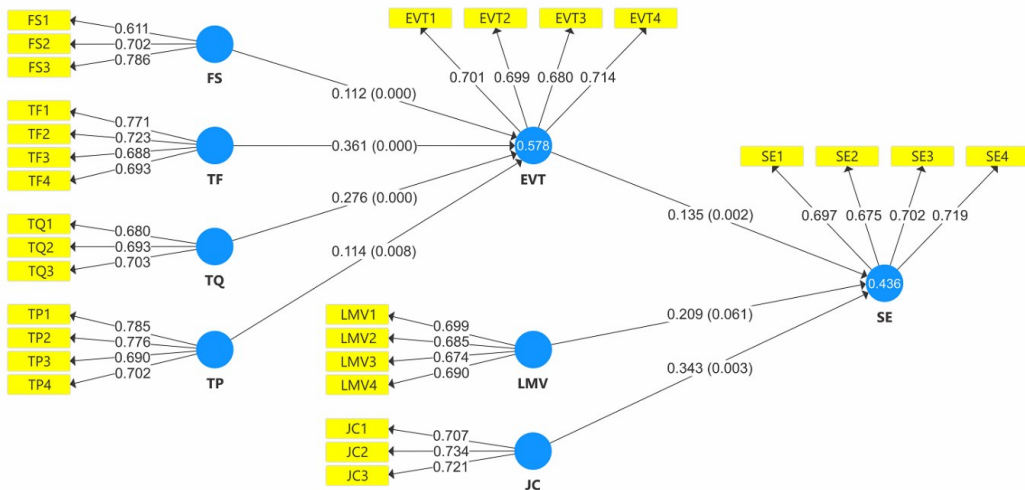 FS1
FS2
FS3
0.611
0.702
0.786
FS
TF1
TF2
TF3
TF4
0.771
0.723
0.688
0.693
TF
TQ1
TQ2
TQ3
0.680
0.693
0.703
TQ
TP1
TP2
TP3
TP4
0.785
0.776
0.690
0.702
TP
0.112 (0.000)
0.361 (0.000)
0.276 (0.000)
0.114 (0.008)
EVT1
EVT2
EVT3
EVT4
0.701
0.699
0.680
0.714
0.578
EVT
LMV1
LMV2
LMV3
LMV4
0.699
0.685
0.674
0.690
LMV
JC1
JC2
JC3
0.707
0.734
0.721
JC
0.135 (0.002)
0.209 (0.061)
0.343 (0.003)
SE1
SE2
SE3
SE4
0.697
0.675
0.702
0.719
0.436
SE